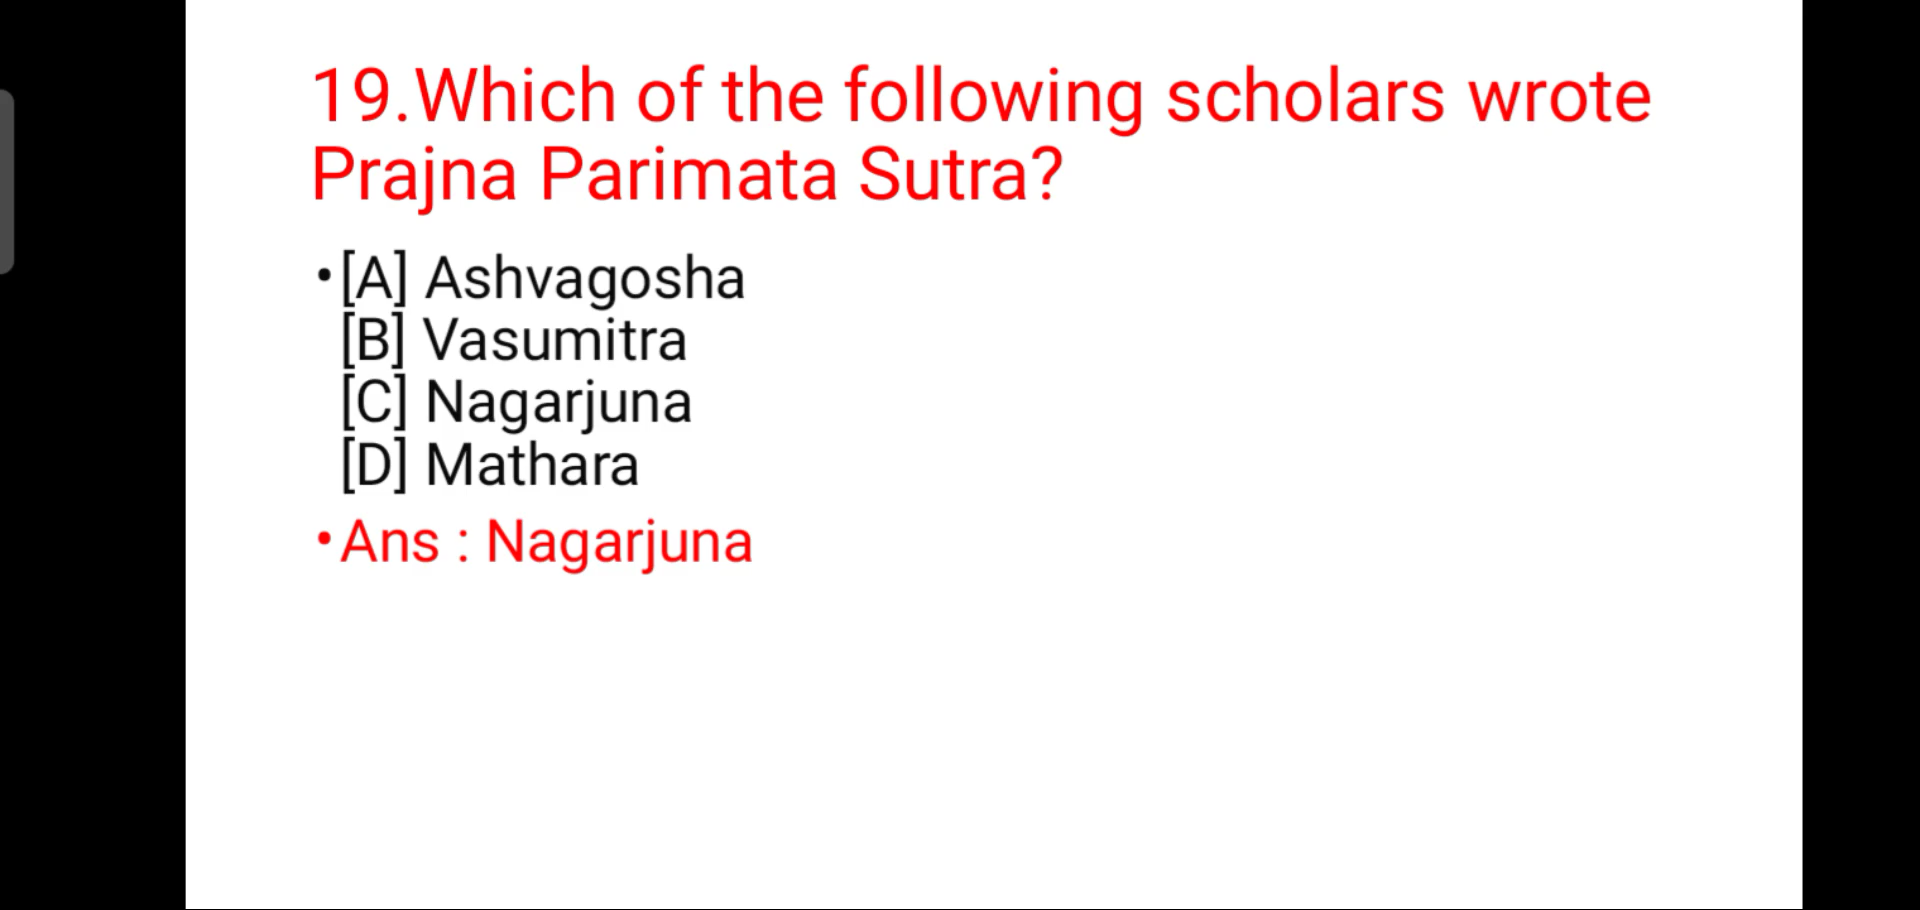 19.Which of the following scholars wrote
Prajna Parimata Sutra?
•[A] Ashvagosha
[B] Vasumitra
[C] Nagarjuna
[D] Mathara
•Ans : Nagarjuna